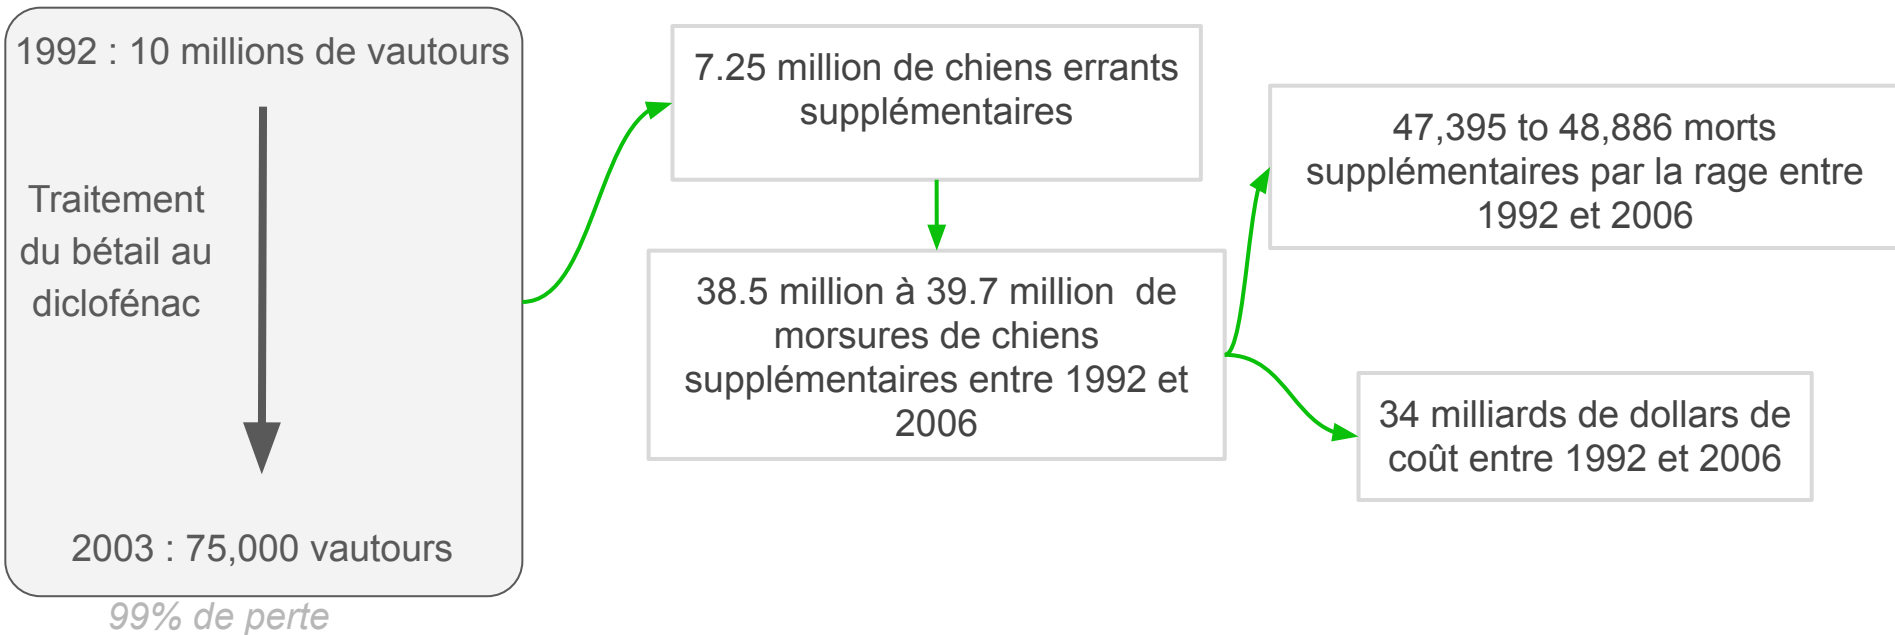 1992 : 10 millions de vautours
Traitement
du bétail au
diclofénac
2003 : 75,000 vautours
99% de perte
7.25 million de chiens errants
supplémentaires
38.5 million à 39.7 million  de
morsures de chiens
supplémentaires entre 1992 et
2006
47,395 to 48,886 morts
supplémentaires par la rage entre
1992 et 2006
34 milliards de dollars de
coût entre 1992 et 2006